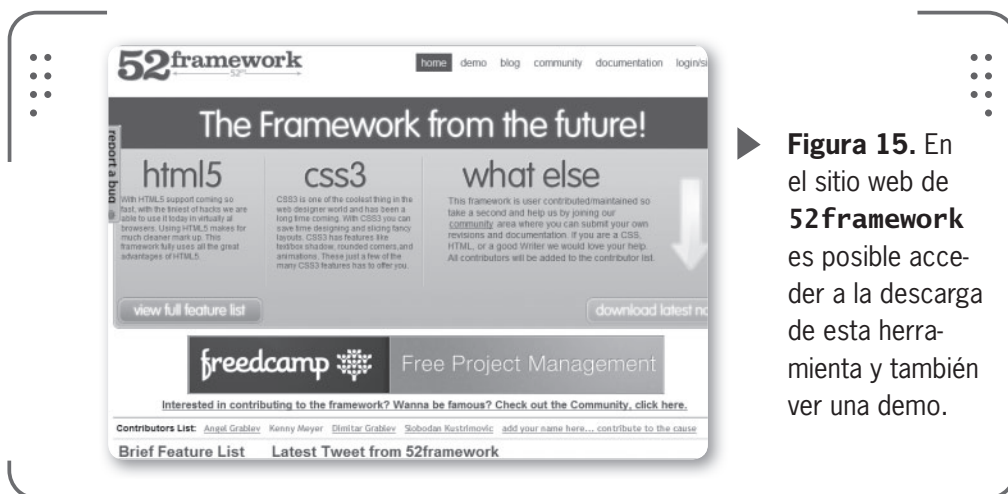 52framework
52™
home demo blog community documentation login/si
The Framework from the future!
report a bug
html5
With HTML5 support coming so
fast, with the tiniest of hacks we are
able to use it today in virtually all
browsers. Using HTML5 makes for
much cleaner mark up. This
framework fully uses all the great
advantages of HTML5.
css3
CSS3 is one of the coolest thing in the
web designer world and has been a
long time coming. With CSS3 you can
save time designing and slicing fancy
layouts. CSS3 has features like
text/box shadow, rounded corners and
animations. These just a few of the
many CSS3 features has to offer you.
what else
This framework is user contributed/maintained so
take a second and help us by joining our
community area where you can submit your own
revisions and documentation. If you are a CSS,
HTML, or a good Writer we would love your help.
All contributors will be added to the contributor list.
view full feature list
download latest no
freedcamp Free Project Management
Interested in contributing to the framework? Wanna be famous? Check out the Community, click here.
Contributors List: Angel Grablev Kenny Meyer Dimitar Grablev Slobodan Kustrimovic add your name here... contribute to the cause
Brief Feature List Latest Tweet from 52framework
Figura 15. En
el sitio web de
52framework
es posible acce-
der a la descarga
de esta herra-
mienta y también
ver una demo.